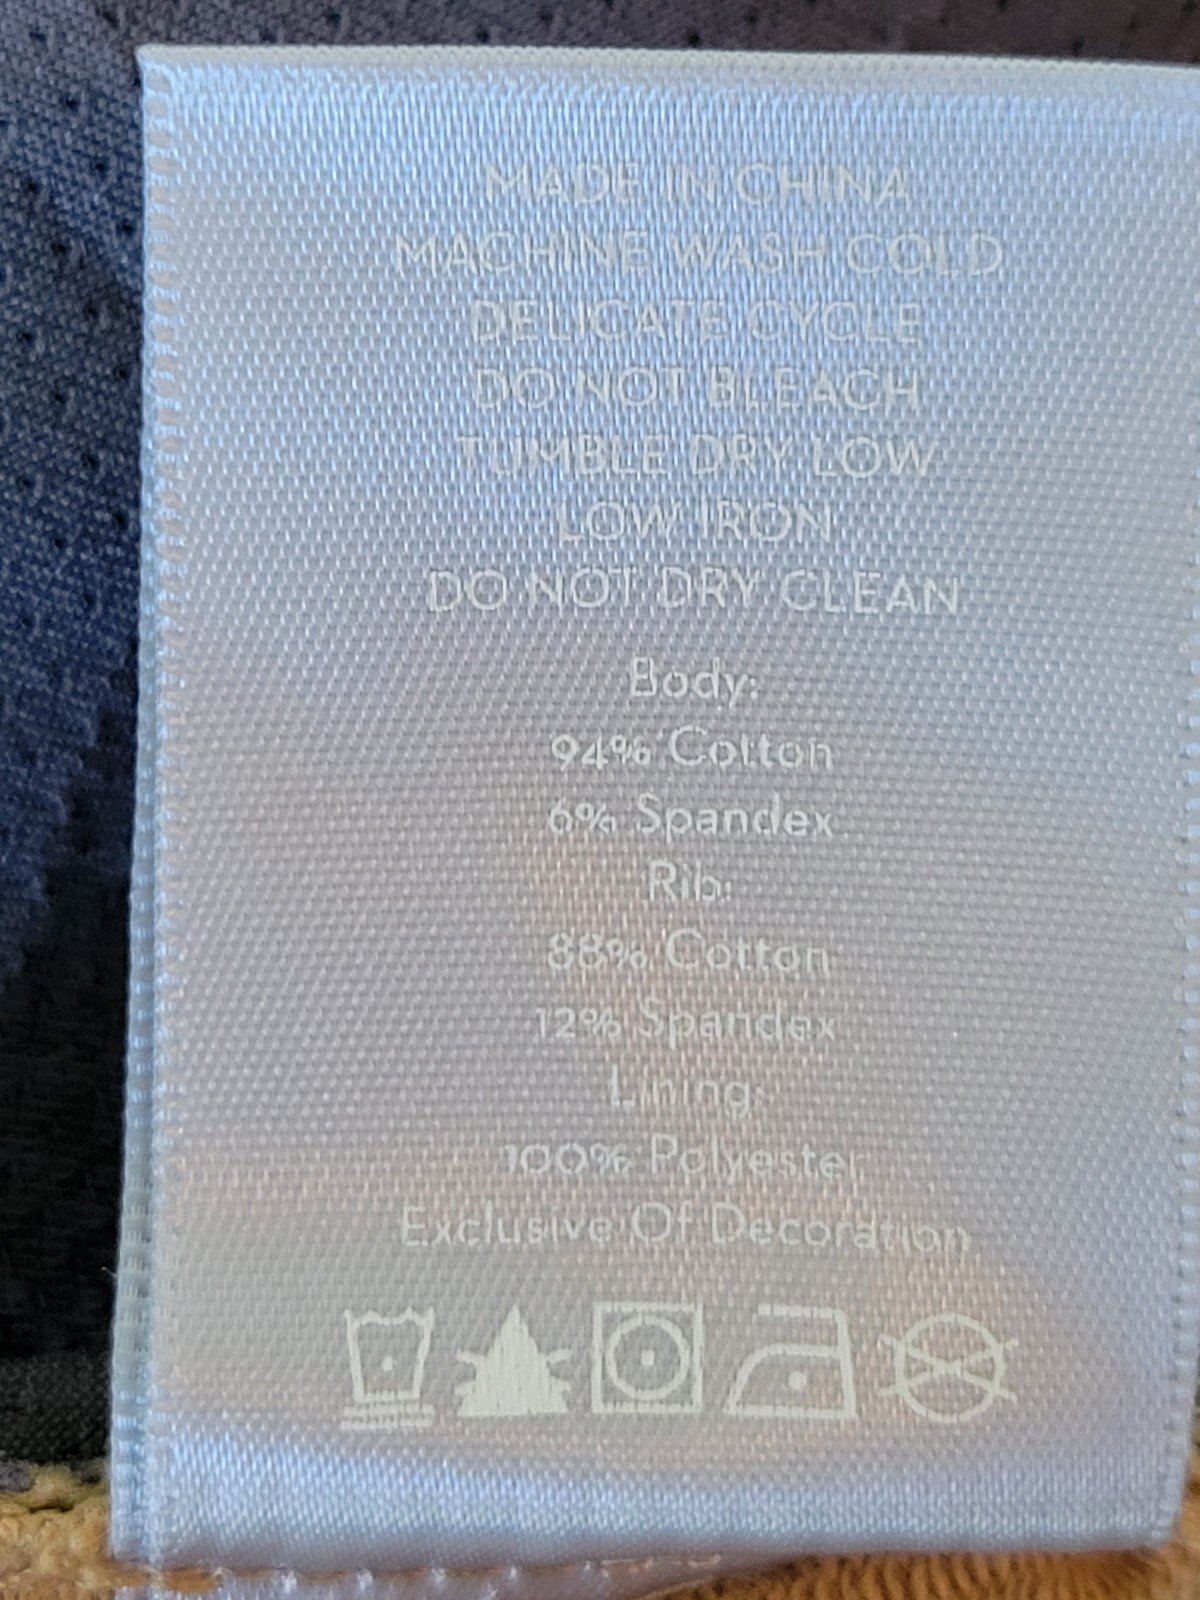 MADE IN CHINA
MACHINE WASH COLD
DELICATE CYCLE
DO NOT BLEACH
TUMBLE DRY LOW
LOW IRON
DO NOT DRY CLEAN
Body:
94% Cotton
6% Spandex
Rib:
88% Cotton
12% Spandex
Lining:
100% Polyester
Exclusive Of Decoration